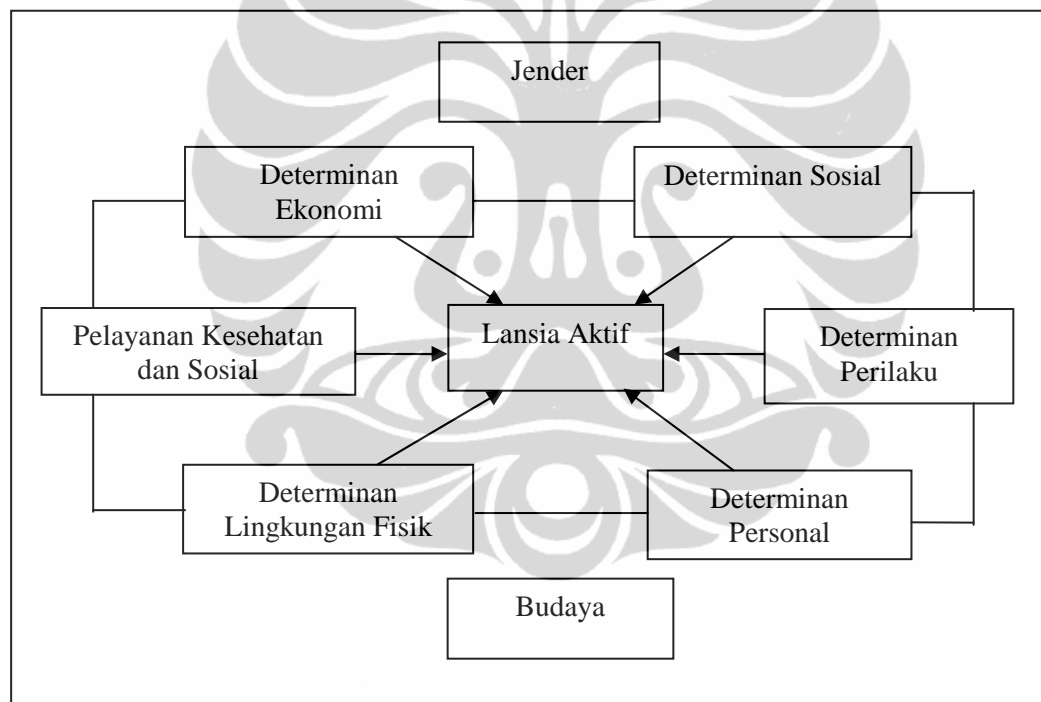 Jender
Determinan
Ekonomi
Determinan Sosial
Pelayanan Kesehatan
dan Sosial
Lansia Aktif
Determinan
Perilaku
Determinan
Lingkungan Fisik
Determinan
Personal
Budaya